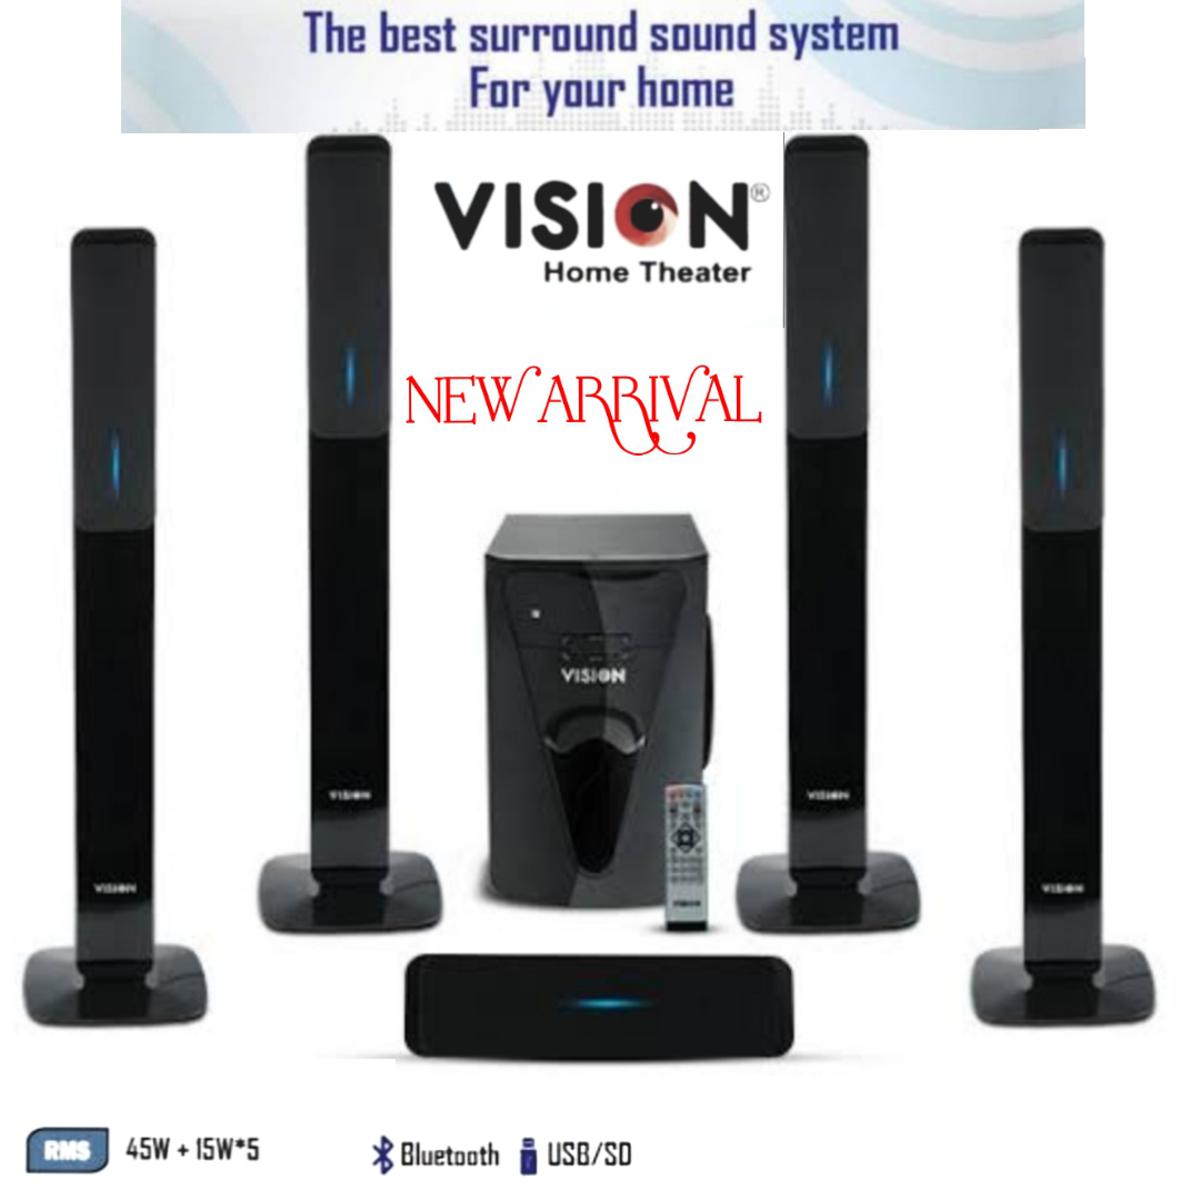 The best surround sound system
For your home
VISION®
Home Theater
NEW ARRIVAL
VISION
VISION
VISION
VISION
VISION
VISION
RMS 45W + 15W*5 Bluetooth USB/SD